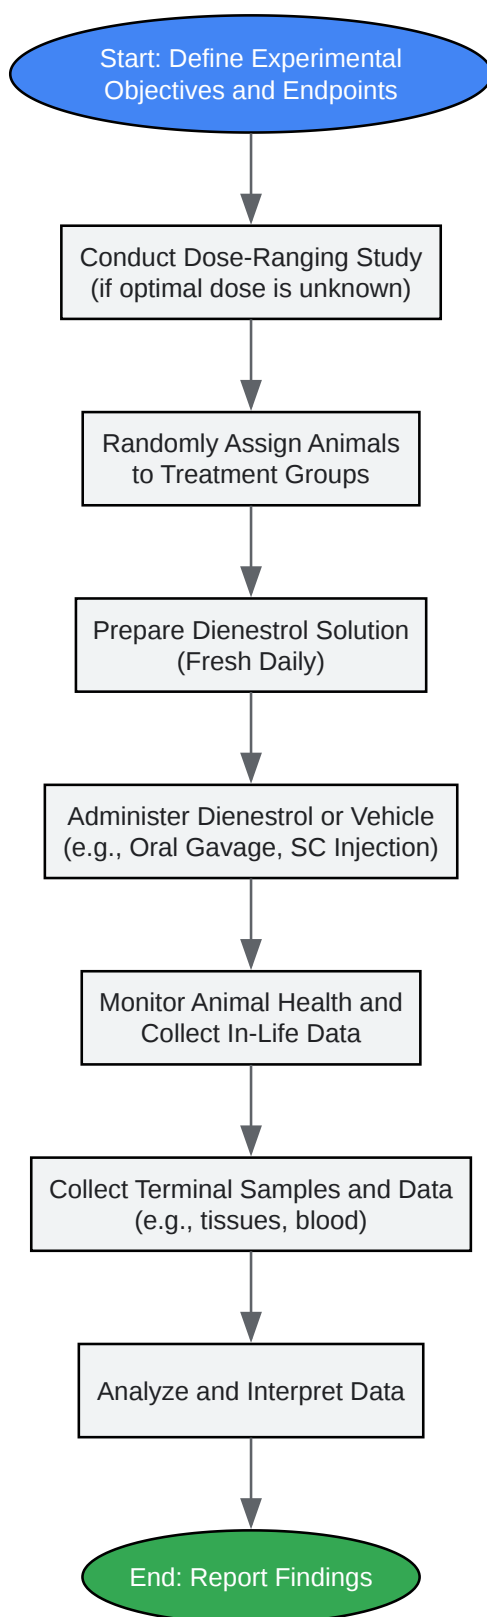 Start: Define Experimental
Objectives and Endpoints
Conduct Dose-Ranging Study
(if optimal dose is unknown)
Randomly Assign Animals
to Treatment Groups
Prepare Dienestrol Solution
(Fresh Daily)
Administer Dienestrol or Vehicle
(e.g., Oral Gavage, SC Injection)
Monitor Animal Health and
Collect In-Life Data
Collect Terminal Samples and Data
(e.g., tissues, blood)
Analyze and Interpret Data
End: Report Findings